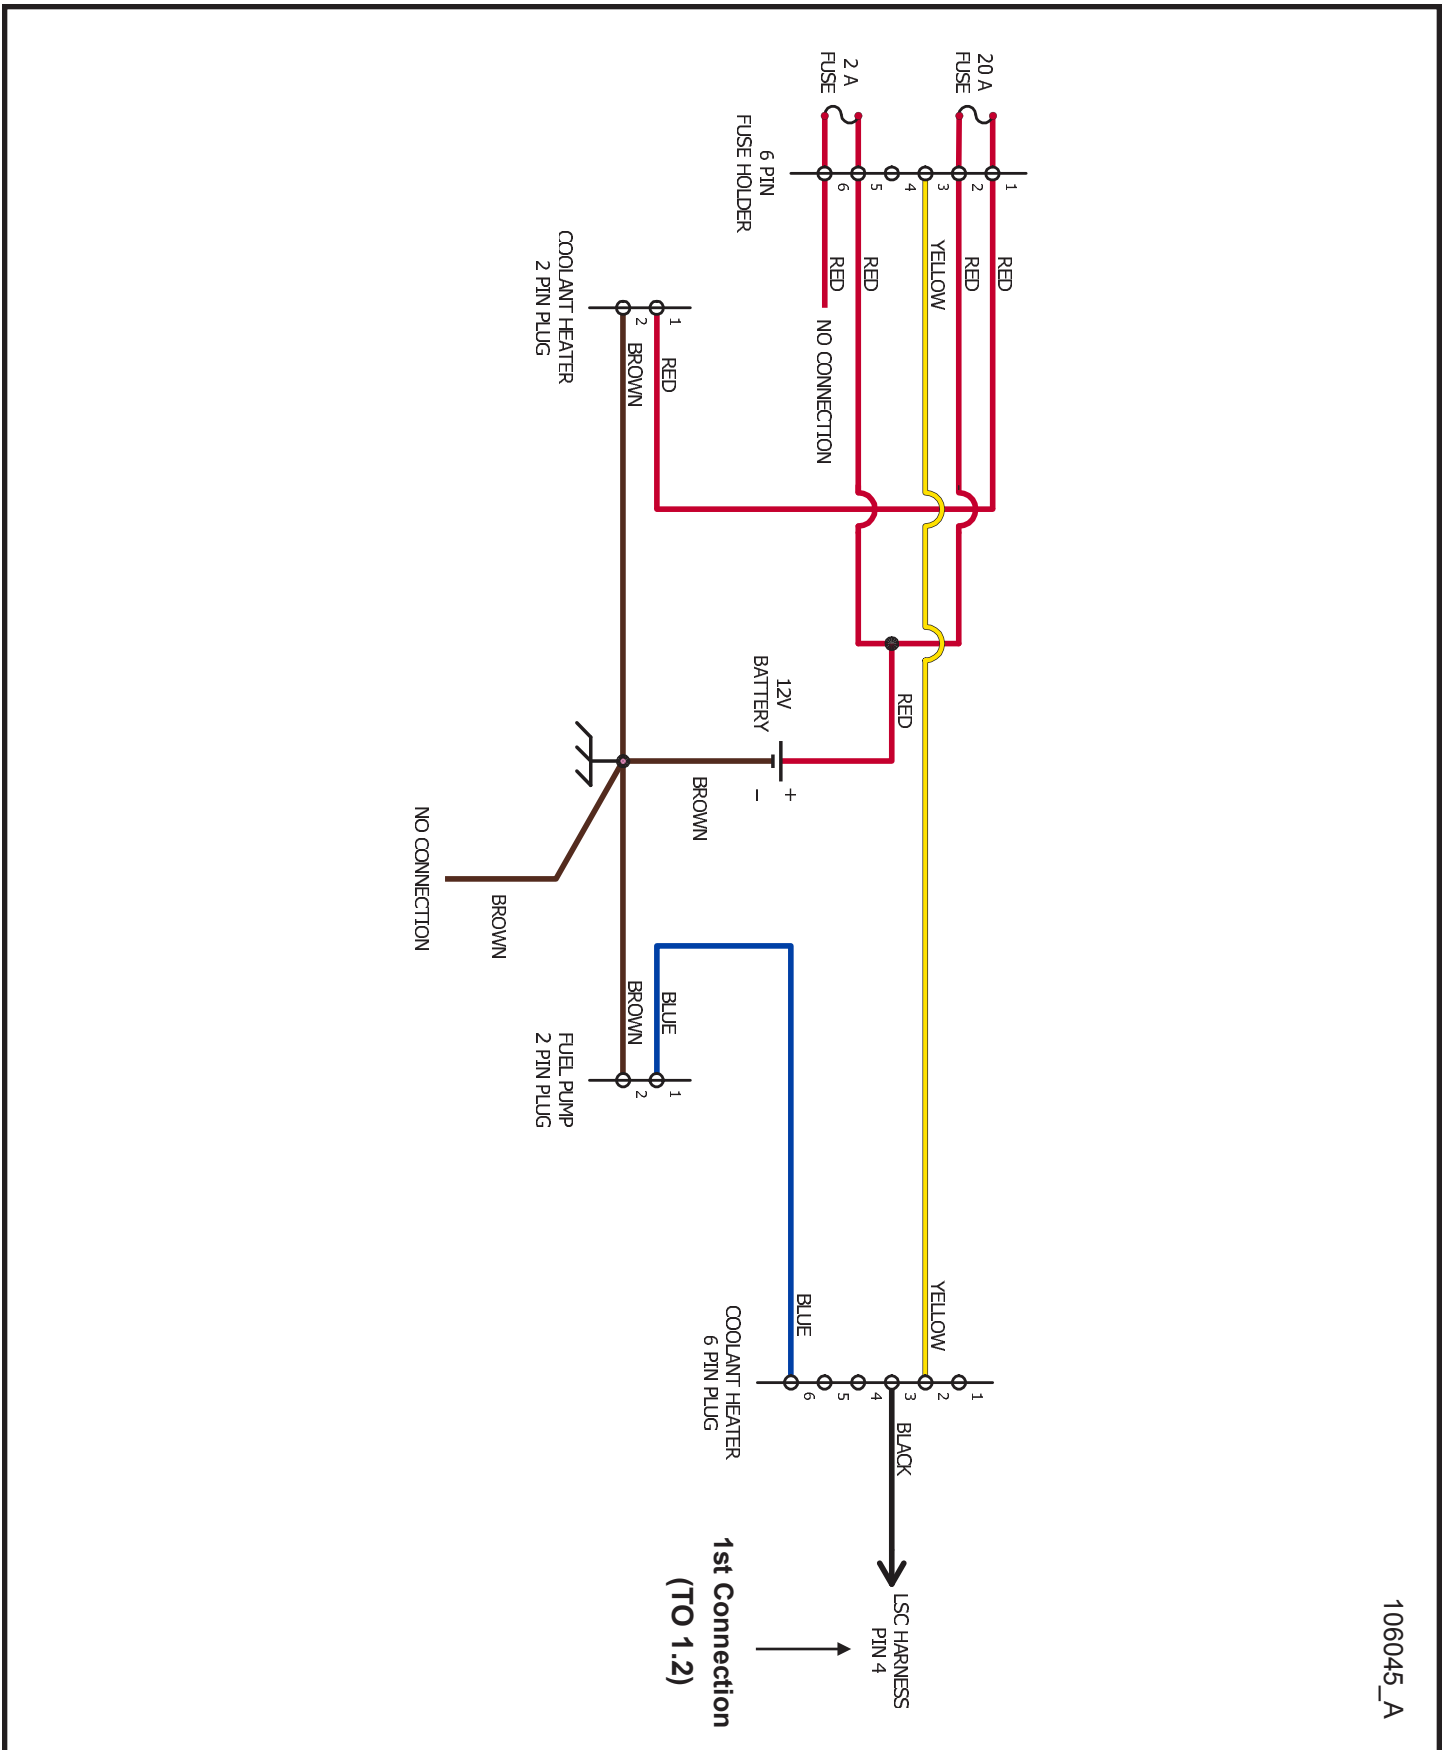 106045_A
20 A
FUSE
2 A
FUSE
6 PIN
FUSE HOLDER
1
2
3
4
5
6
RED
RED
YELLOW
RED
RED
NO CONNECTION
COOLANT HEATER
2 PIN PLUG
1
2
RED
BROWN
RED
12V
BATTERY
+
–
BROWN
NO CONNECTION
BROWN
BLUE
BROWN
FUEL PUMP
2 PIN PLUG
1
2
YELLOW
BLUE
COOLANT HEATER
6 PIN PLUG
1
2
3
4
5
6
BLACK
LSC HARNESS
PIN 4
1st Connection
(TO 1.2)